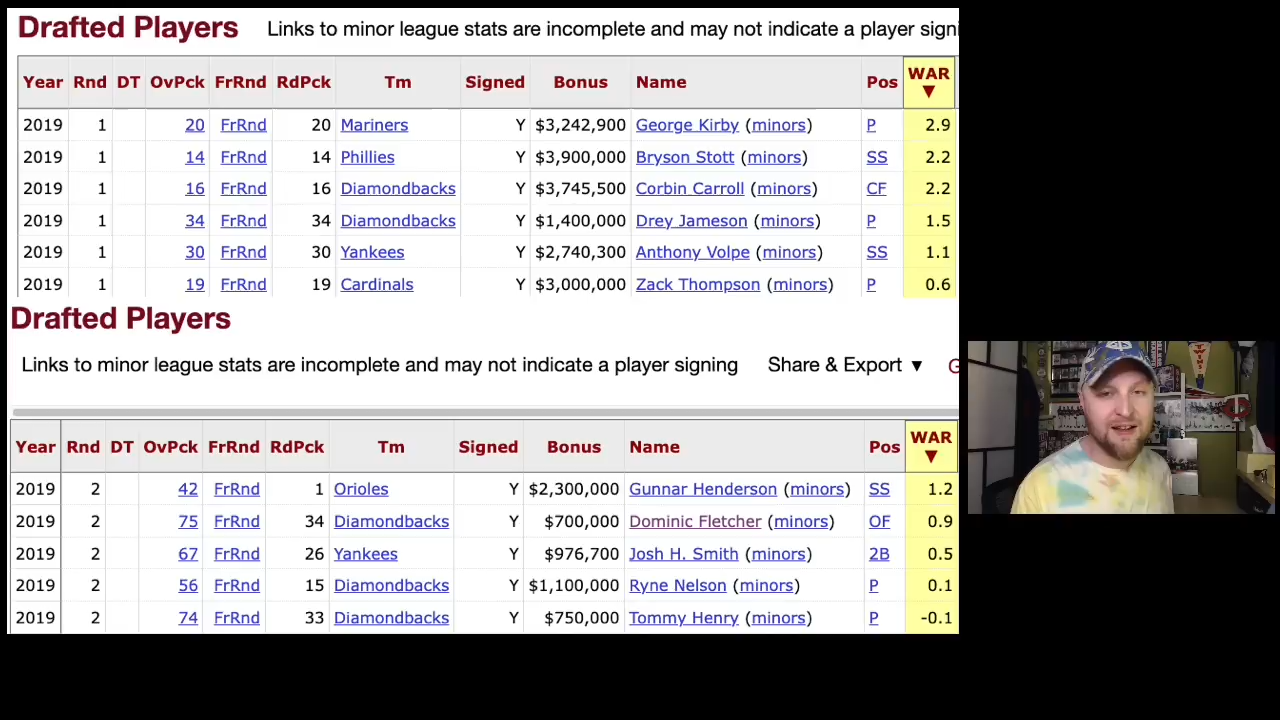 Drafted Players Links to minor league stats are incomplete and may not indicate a player signi
Year Rnd DT OvPck FrRnd RdPck Tm Signed Bonus Name Pos WAR ▼
2019 1 20 FrRnd 20 Mariners Y $3,242,900 George Kirby (minors) P 2.9
2019 1 14 FrRnd 14 Phillies Y $3,900,000 Bryson Stott (minors) SS 2.2
2019 1 16 FrRnd 16 Diamondbacks Y $3,745,500 Corbin Carroll (minors) CF 2.2
2019 1 34 FrRnd 34 Diamondbacks Y $1,400,000 Drey Jameson (minors) P 1.5
2019 1 30 FrRnd 30 Yankees Y $2,740,300 Anthony Volpe (minors) SS 1.1
2019 1 19 FrRnd 19 Cardinals Y $3,000,000 Zack Thompson (minors) P 0.6
Drafted Players
Links to minor league stats are incomplete and may not indicate a player signing Share & Export ▼ G
Year Rnd DT OvPck FrRnd RdPck Tm Signed Bonus Name Pos WAR ▼
2019 2 42 FrRnd 1 Orioles Y $2,300,000 Gunnar Henderson (minors) SS 1.2
2019 2 75 FrRnd 34 Diamondbacks Y $700,000 Dominic Fletcher (minors) OF 0.9
2019 2 67 FrRnd 26 Yankees Y $976,700 Josh H. Smith (minors) 2B 0.5
2019 2 56 FrRnd 15 Diamondbacks Y $1,100,000 Ryne Nelson (minors) P 0.1
2019 2 74 FrRnd 33 Diamondbacks Y $750,000 Tommy Henry (minors) P -0.1
TWINS